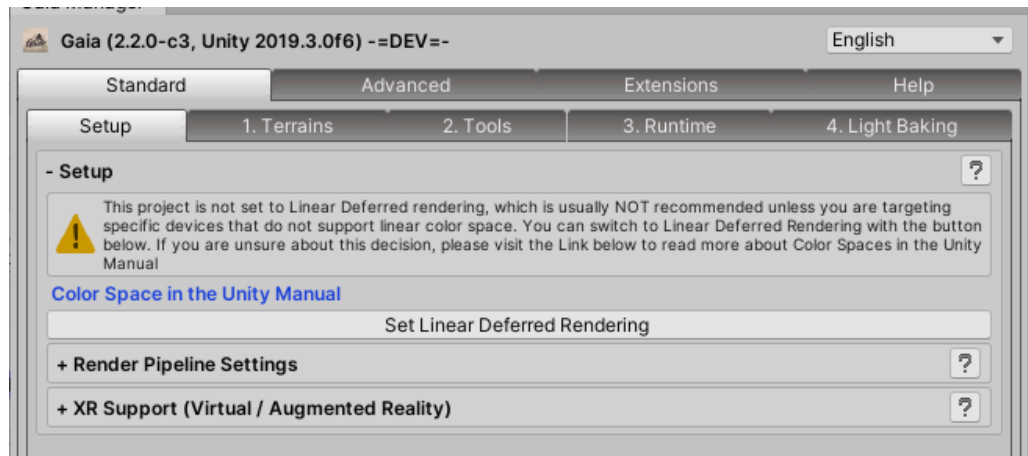 Gaia (2.2.0-c3, Unity 2019.3.0f6) -=DEV=-
English
Standard
Advanced
Extensions
Help
Setup
1. Terrains
2. Tools
3. Runtime
4. Light Baking
- Setup
?
This project is not set to Linear Deferred rendering, which is usually NOT recommended unless you are targeting
specific devices that do not support linear color space. You can switch to Linear Deferred Rendering with the button
below. If you are unsure about this decision, please visit the Link below to read more about Color Spaces in the Unity
Manual
Color Space in the Unity Manual
Set Linear Deferred Rendering
+ Render Pipeline Settings
?
+ XR Support (Virtual / Augmented Reality)
?